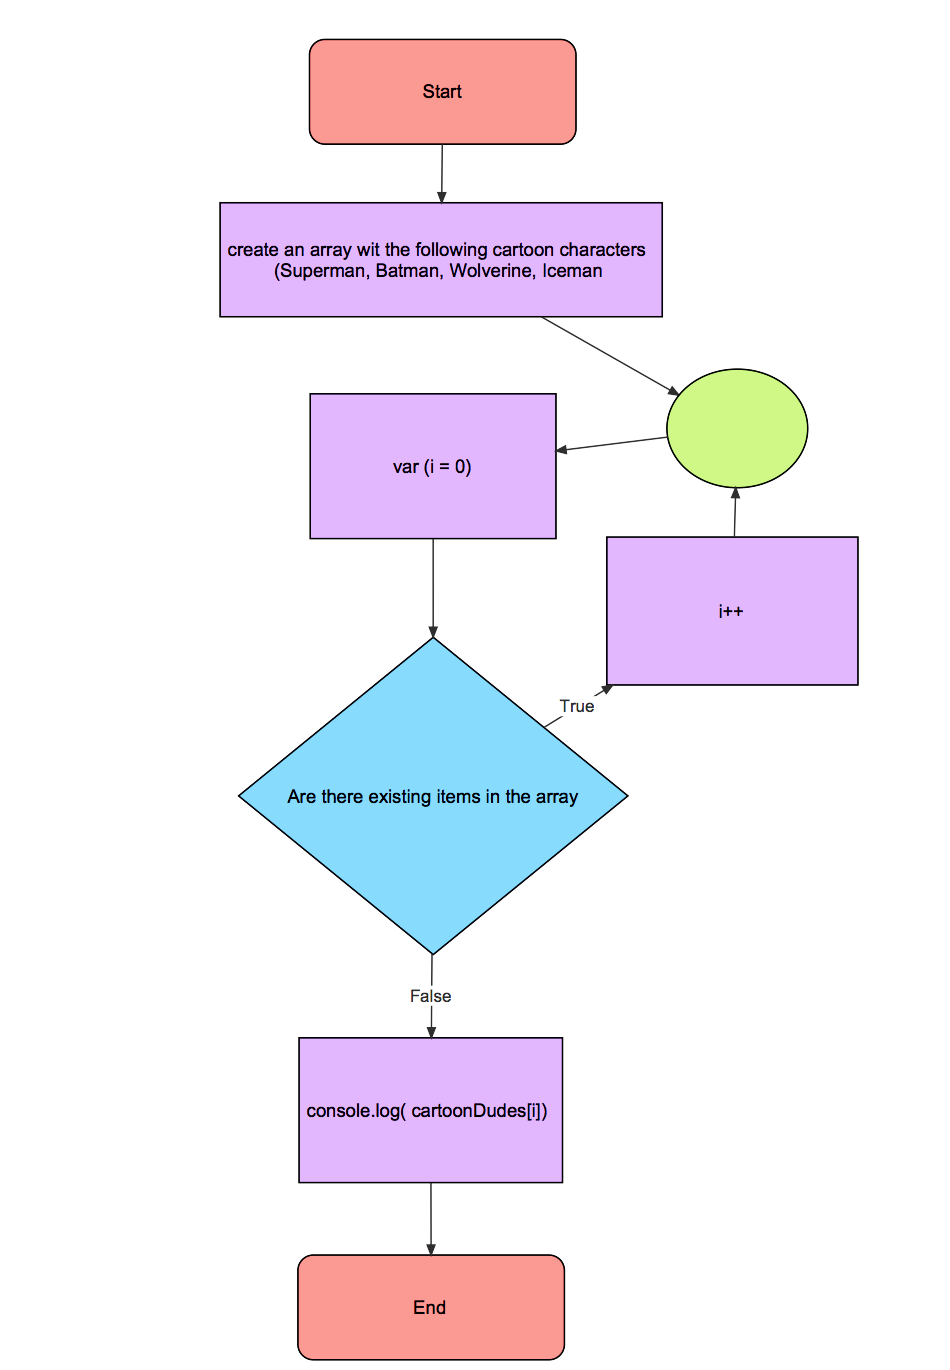 Start
create an array wit the following cartoon characters
(Superman, Batman, Wolverine, Iceman
var (i = 0)
i++
True
Are there existing items in the array
False
console.log( cartoonDudes[i])
End